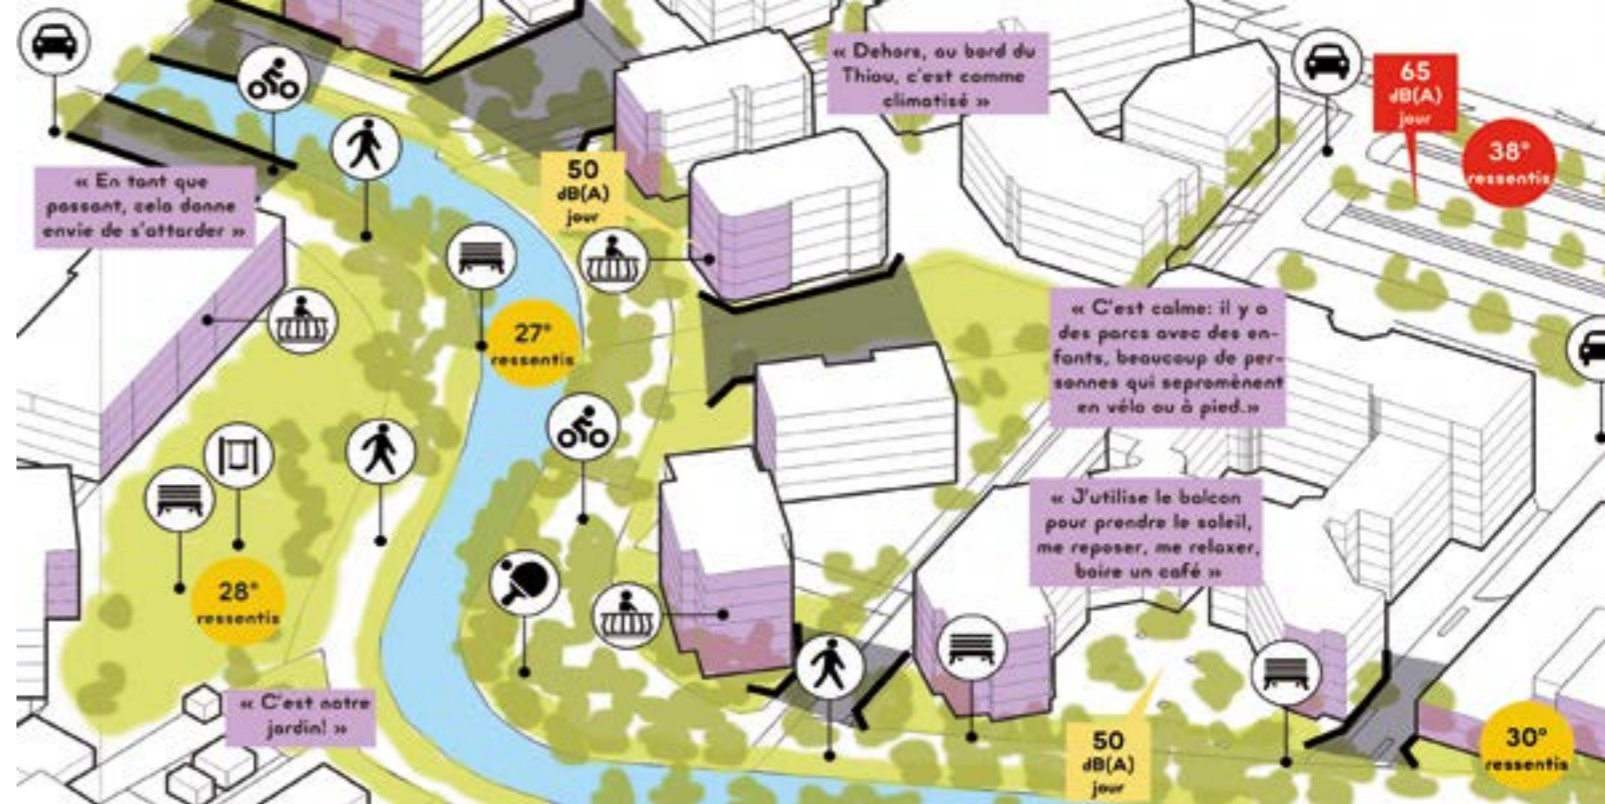 « Dehors, au bord du
Thiou, c'est comme
climatisé »
65
dB(A)
jour
38°
ressentis
« En tant que
passant, cela donne
envie de s'attarder »
50
dB(A)
jour
27°
ressentis
« C'est calme: il y a
des parcs avec des en-
fants, beaucoup de per-
sonnes qui sepromènent
en vélo ou à pied.»
« J'utilise le balcon
pour prendre le soleil,
me reposer, me relaxer,
boire un café »
28°
ressentis
« C'est notre
jardin! »
50
dB(A)
jour
30°
ressentis